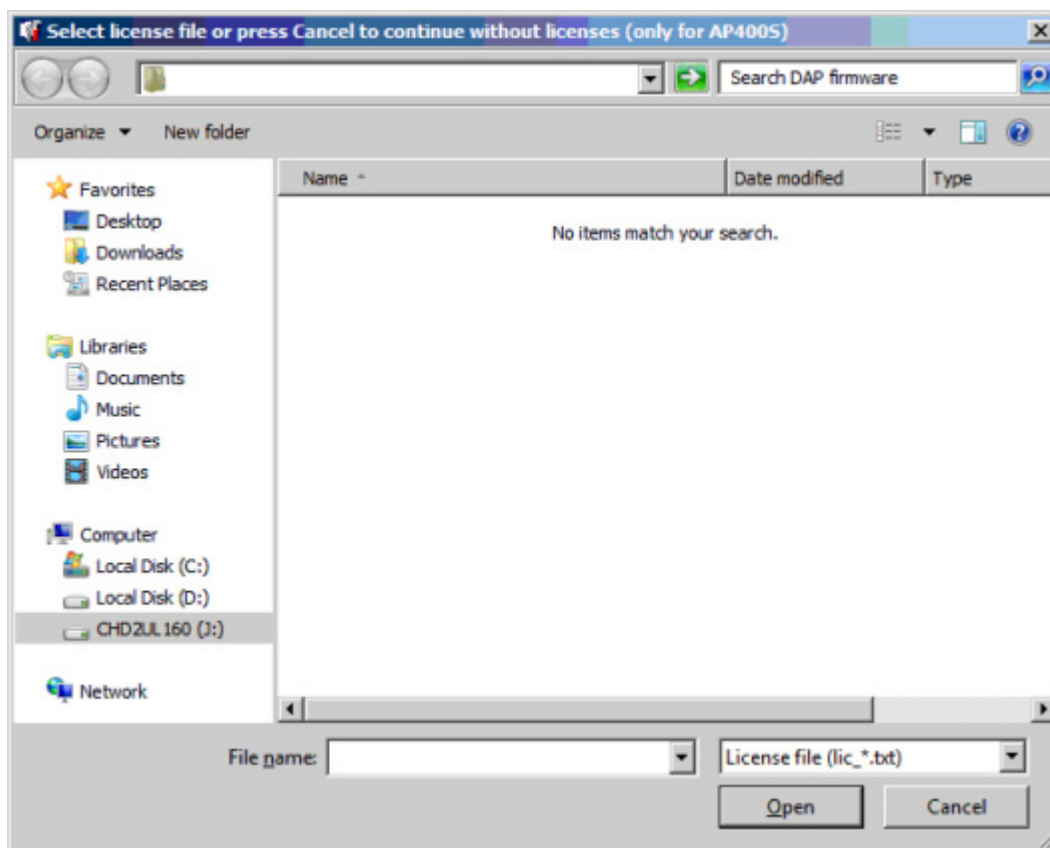 Select license file or press Cancel to continue without licenses (only for AP400S)
Search DAP firmware
Organize New folder
Name Date modified Type
Favorites
No items match your search.
Desktop
Downloads
Recent Places
Libraries
Documents
Music
Pictures
Videos
Computer
Local Disk (C:)
Local Disk (D:)
CHD2UL160 (J:)
Network
File name: License file (lic_*.txt)
Open Cancel